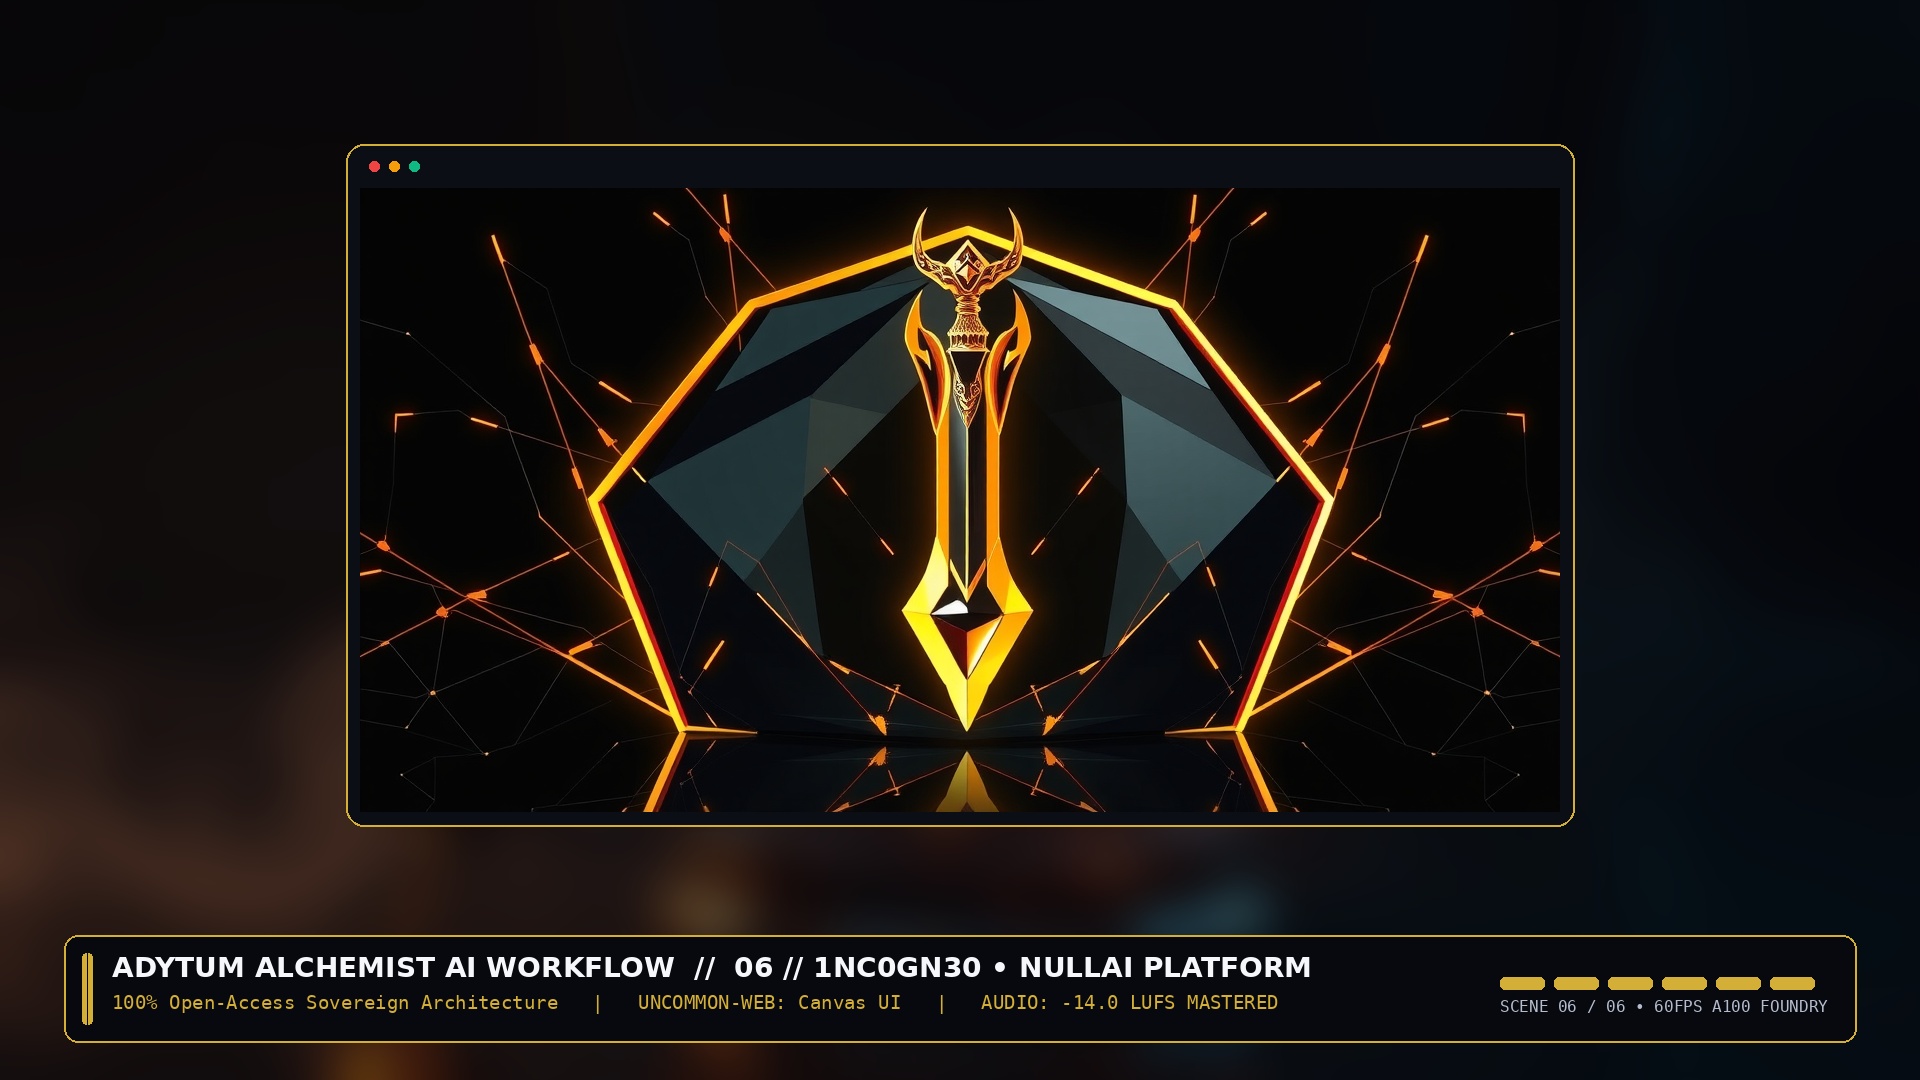 ADYTUM ALCHEMIST AI WORKFLOW // 06 // 1NC0GN30 • NULLAI PLATFORM
100% Open-Access Sovereign Architecture | UNCOMMON-WEB: Canvas UI | AUDIO: -14.0 LUFS MASTERED
SCENE 06 / 06 • 60FPS A100 FOUNDRY